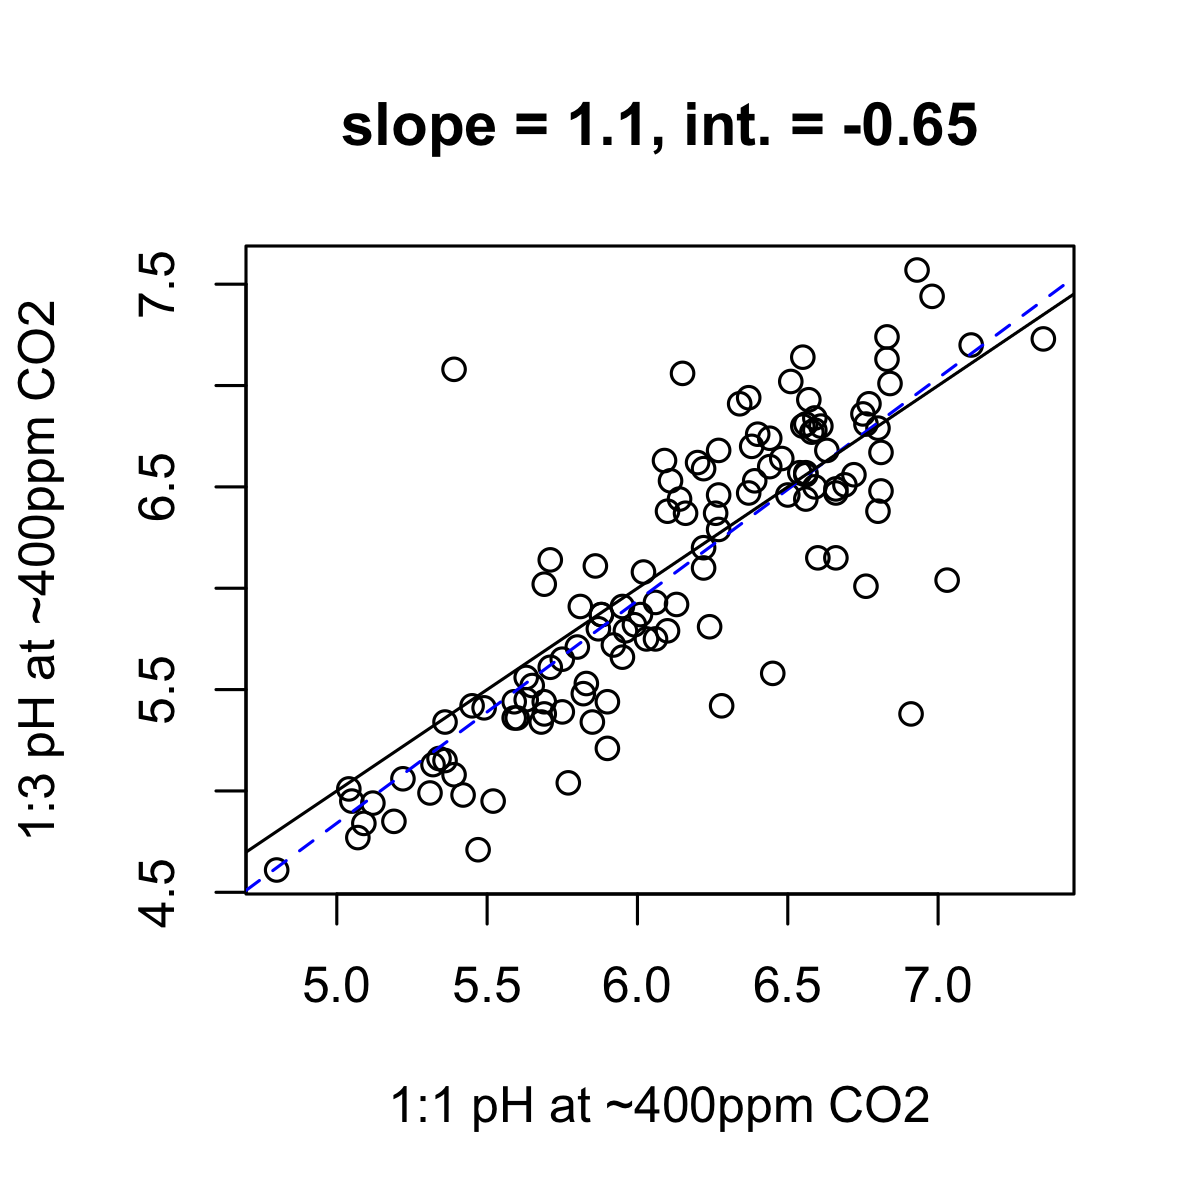 slope = 1.1, int. = -0.65
7.5
6.5
5.5
4.5
1:3 pH at ~400ppm CO2
5.0 5.5 6.0 6.5 7.0
1:1 pH at ~400ppm CO2